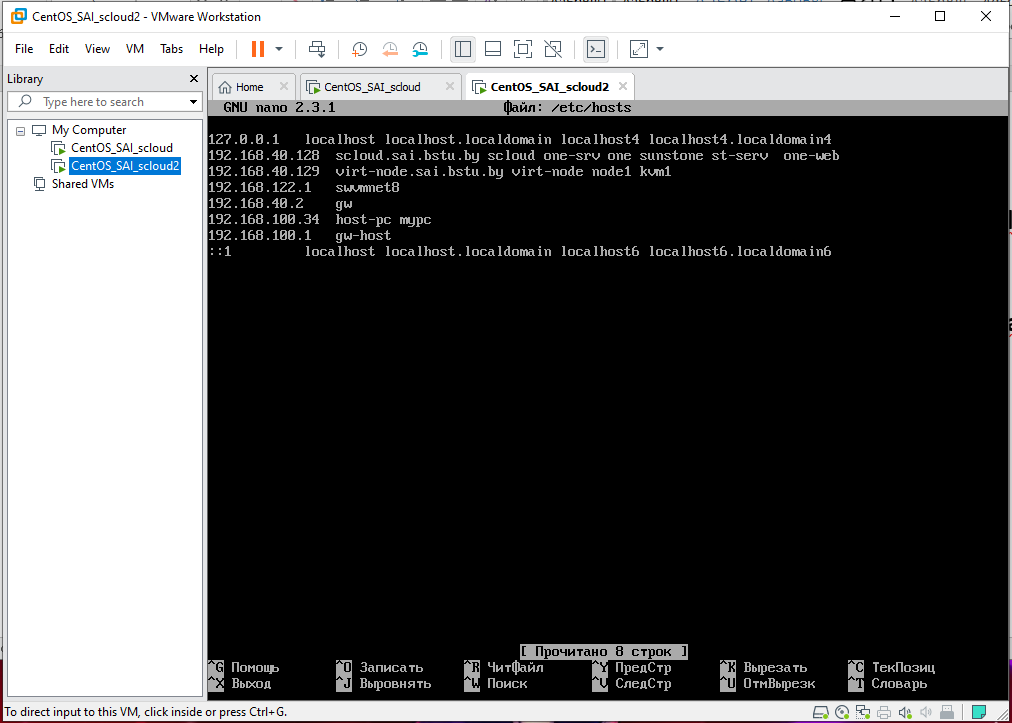 CentOS_SAI_scloud2 - VMware Workstation
File Edit View VM Tabs Help
Library
Type here to search
My Computer
CentOS_SAI_scloud
CentOS_SAI_scloud2
Shared VMs
Home CentOS_SAI_scloud CentOS_SAI_scloud2
GNU nano 2.3.1 Файл: /etc/hosts
127.0.0.1 localhost localhost.localdomain localhost4 localhost4.localdomain4
192.168.40.128 scloud.sai.bstu.by scloud one-srv one sunstone st-serv one-web
192.168.40.129 virt-node.sai.bstu.by virt-node node1 kvm1
192.168.122.1 swvmnet8
192.168.40.2 gw
192.168.100.34 host-pc mypc
192.168.100.1 gw-host
::1 localhost localhost.localdomain localhost6 localhost6.localdomain6
[ Прочитано 8 строк ]
^G Помощь ^O Записать ^R ЧитФайл ^Y ПредСтр ^K Вырезать ^C ТекПозиц
^X Выход ^J Выровнять ^W Поиск ^V СледСтр ^U ОтмВырезк ^T Словарь
To direct input to this VM, click inside or press Ctrl+G.